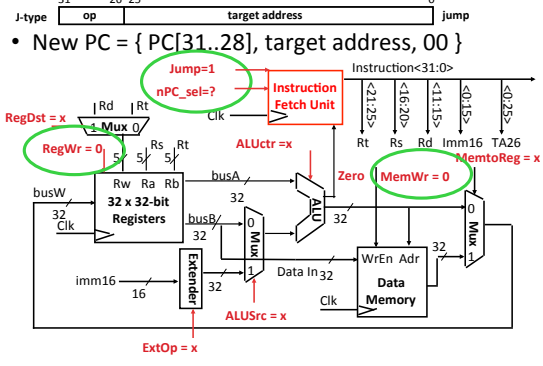 31 26 25 0
J-type op target address jump
• New PC = { PC[31..28], target address, 00 }
Jump=1
nPC_sel=?
Instruction
Fetch Unit
Clk
Instruction<31:0>
<21:25>
<16:20>
<11:15>
<0:15>
<0:25>
Rt Rs Rd Imm16 TA26
RegDst = x
Rd Rt
1 Mux 0
RegWr = 0
5 5 5
Rs Rt
ALUctr=x
Zero
MemWr = 0
MemtoReg = x
busW
32
Clk
Rw Ra Rb
32 x 32-bit
Registers
busA
32
busB
32
0
Mux
1
ALU
32
imm16
16
Extender
32
Data In 32
Clk
WrEn Adr
Data
Memory
32
0
Mux
1
ALUSrc = x
ExtOp = x